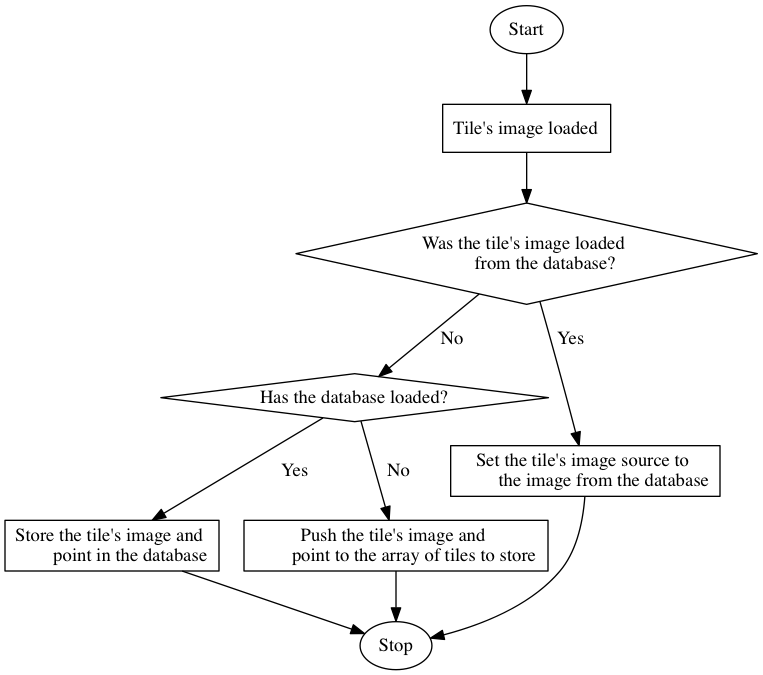 Start
Tile's image loaded
Was the tile's image loaded
from the database?
No
Yes
Has the database loaded?
Yes
No
Set the tile's image source to
the image from the database
Store the tile's image and
point in the database
Push the tile's image and
point to the array of tiles to store
Stop